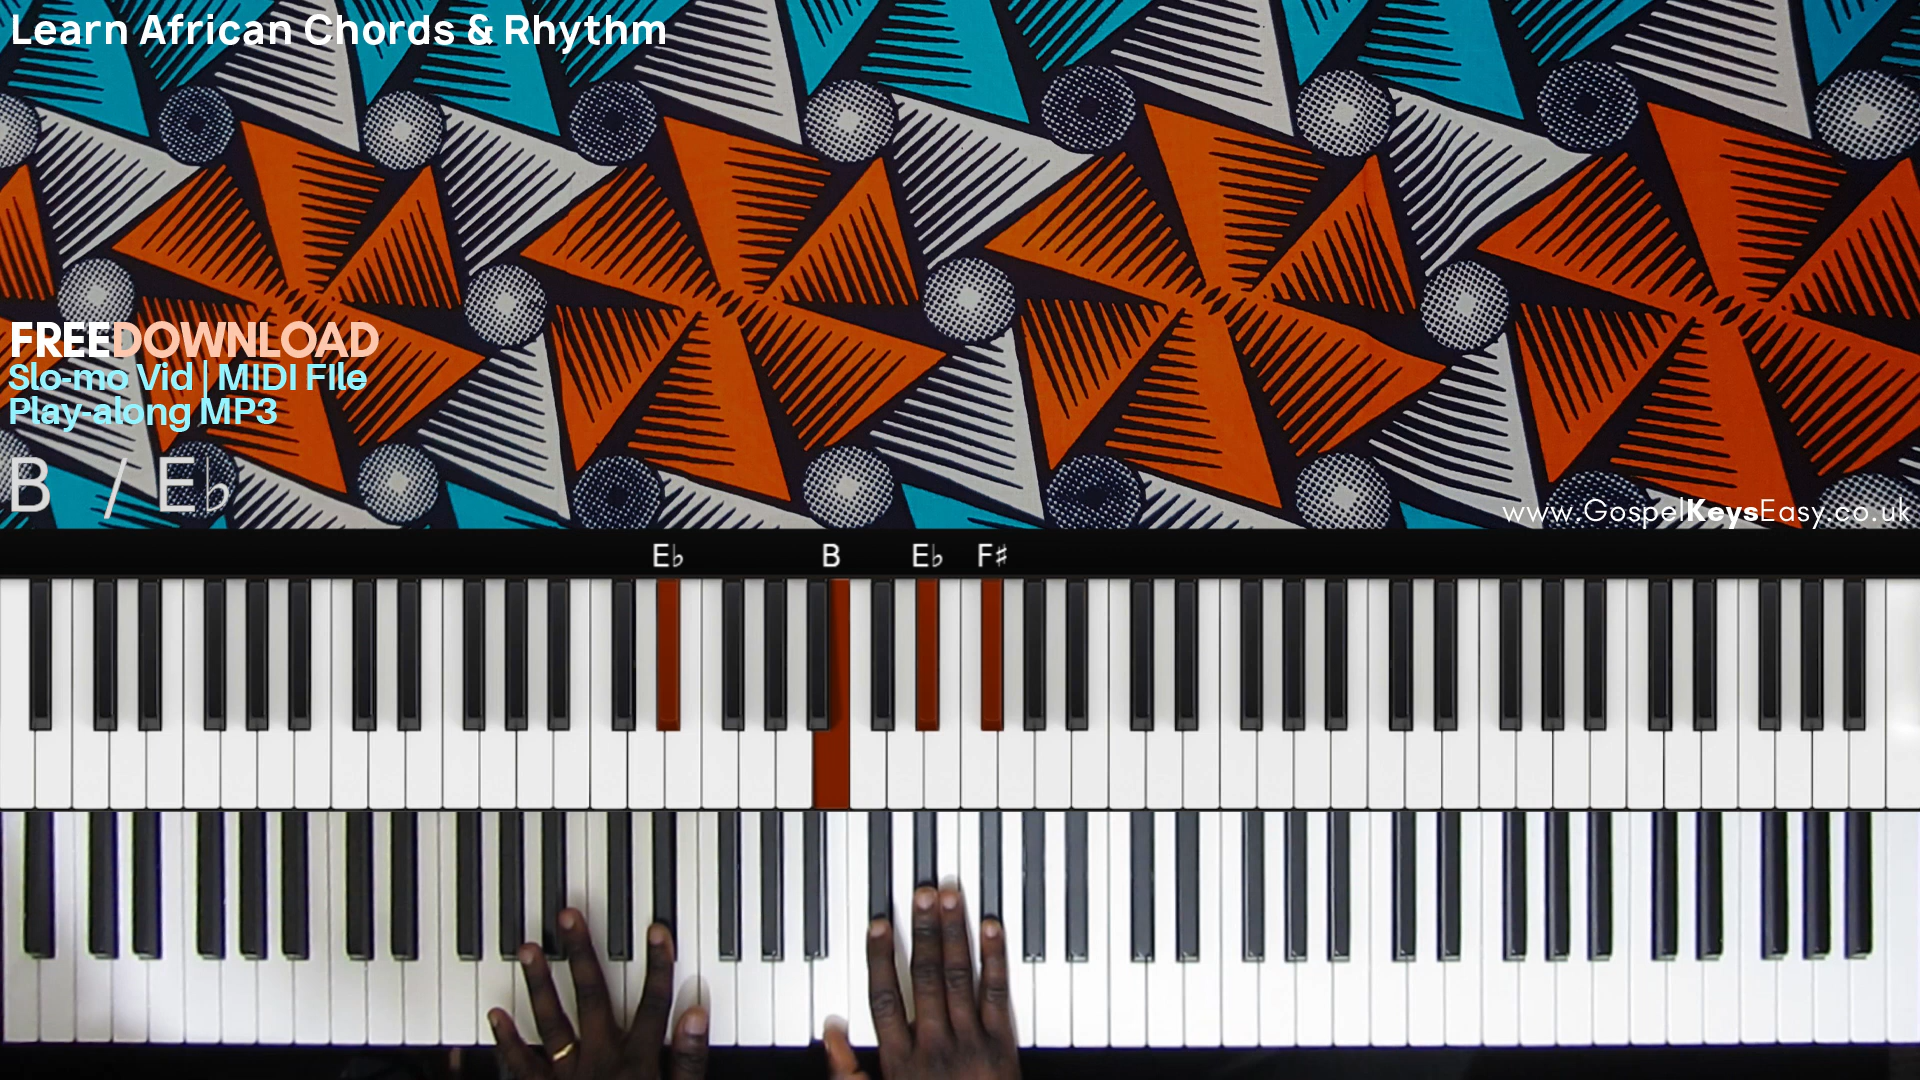 Learn African Chords & Rhythm
FREEDOWNLOAD
Slo-mo Vid | MIDI FIle
Play-along MP3
B / E♭
www.GospelKeysEasy.co.uk
E♭ B E♭ F♯